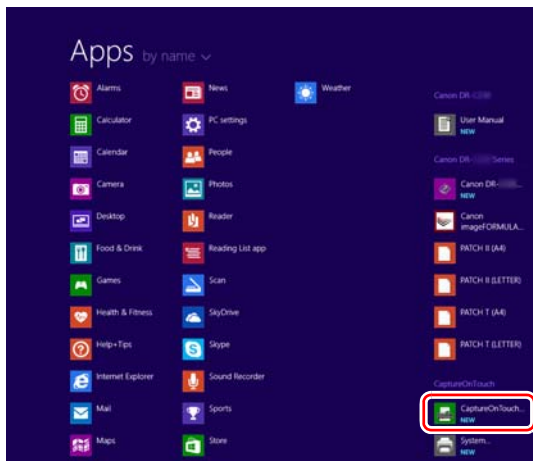 Apps by name
Alarms
Calculator
Calendar
Camera
Desktop
Food & Drink
Games
Health & Fitness
Help+Tips
Internet Explorer
Mail
Maps
News
PC settings
People
Photos
Reader
Reading List app
Scan
SkyDrive
Skype
Sound Recorder
Sports
Store
Weather
Canon DR-
User Manual
NEW
Canon DR- Series
Canon DR-
NEW
Canon
imageFORMULA...
PATCH II (A4)
PATCH II (LETTER)
PATCH T (A4)
PATCH T (LETTER)
CaptureOnTouch
CaptureOnTouch...
NEW
System...
NEW